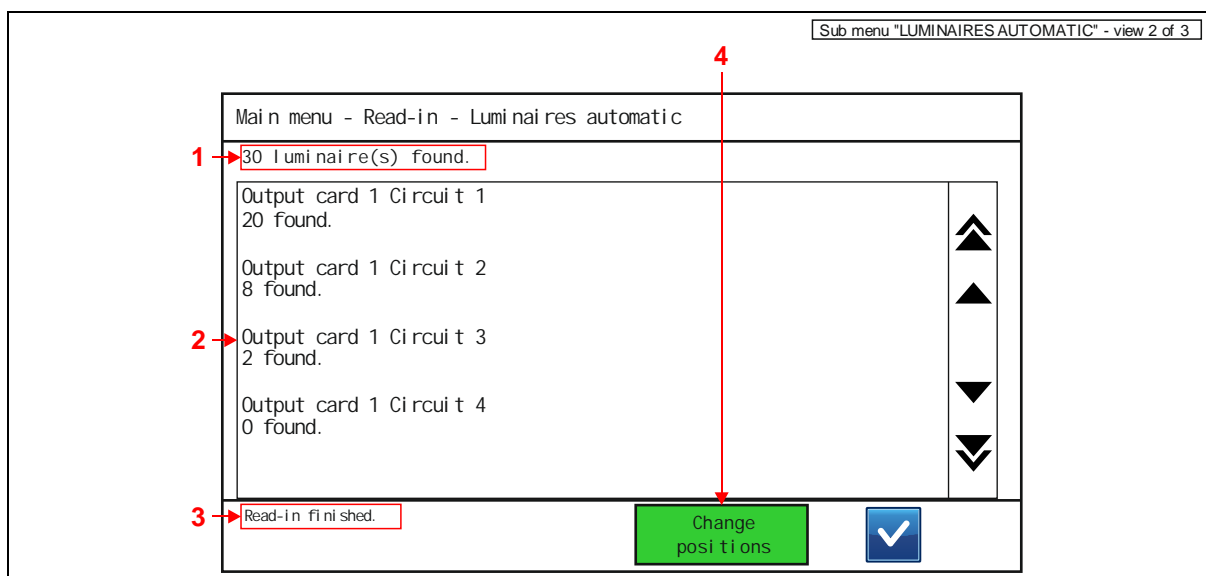 Sub menu "LUMINAIRES AUTOMATIC" - view 2 of 3
4
Main menu - Read-in - Luminaires automatic
1
30 luminaire(s) found.
Output card 1 Circuit 1
20 found.
Output card 1 Circuit 2
8 found.
2
Output card 1 Circuit 3
2 found.
Output card 1 Circuit 4
0 found.
3
Read-in finished.
Change
positions